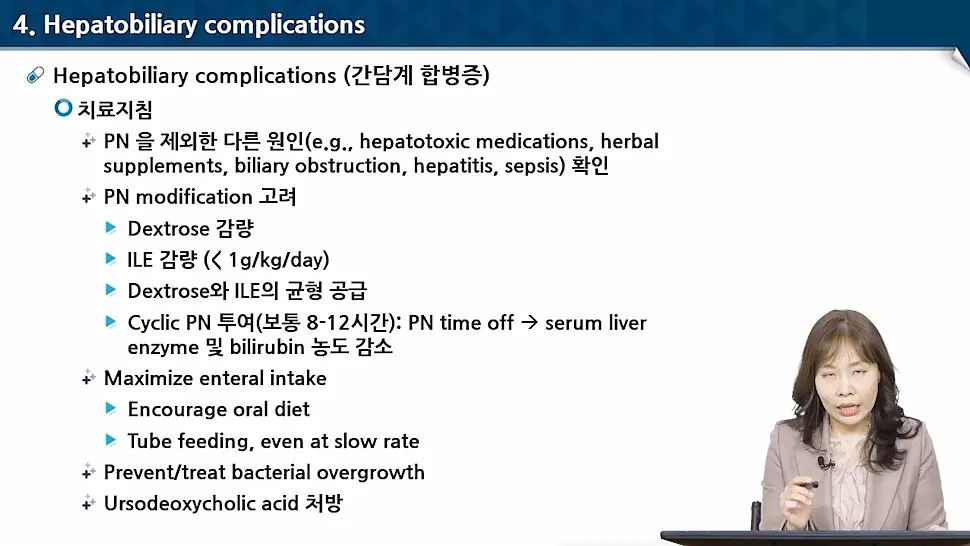 4. Hepatobiliary complications
Hepatobiliary complications (간담계 합병증)
치료지침
PN 을 제외한 다른 원인(e.g., hepatotoxic medications, herbal
supplements, biliary obstruction, hepatitis, sepsis) 확인
PN modification 고려
Dextrose 감량
ILE 감량 (< 1g/kg/day)
Dextrose와 ILE의 균형 공급
Cyclic PN 투여(보통 8-12시간): PN time off → serum liver
enzyme 및 bilirubin 농도 감소
Maximize enteral intake
Encourage oral diet
Tube feeding, even at slow rate
Prevent/treat bacterial overgrowth
Ursodeoxycholic acid 처방